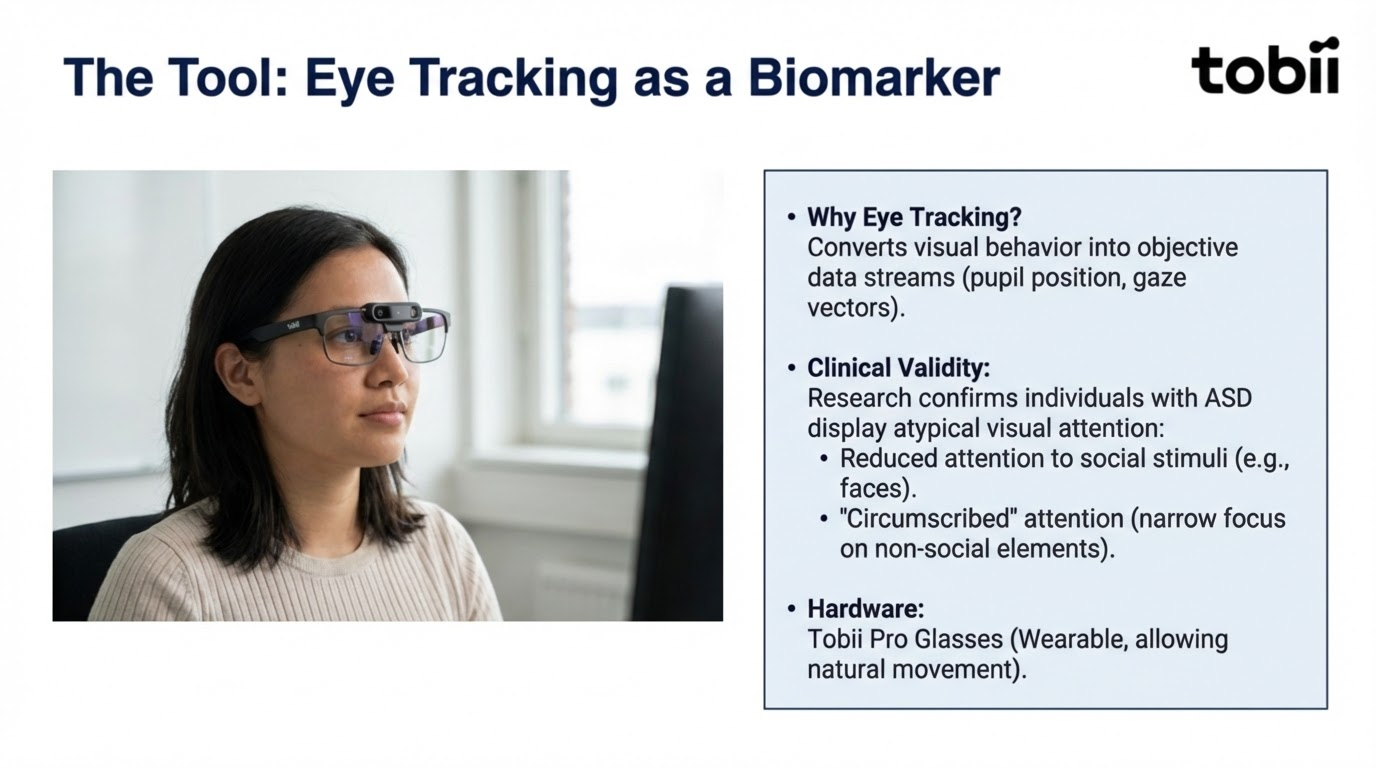 The Tool: Eye Tracking as a Biomarker
tobii
tobii
• Why Eye Tracking?
Converts visual behavior into objective
data streams (pupil position, gaze
vectors).
• Clinical Validity:
Research confirms individuals with ASD
display atypical visual attention:
• Reduced attention to social stimuli (e.g.,
faces).
• "Circumscribed" attention (narrow focus
on non-social elements).
• Hardware:
Tobii Pro Glasses (Wearable, allowing
natural movement).